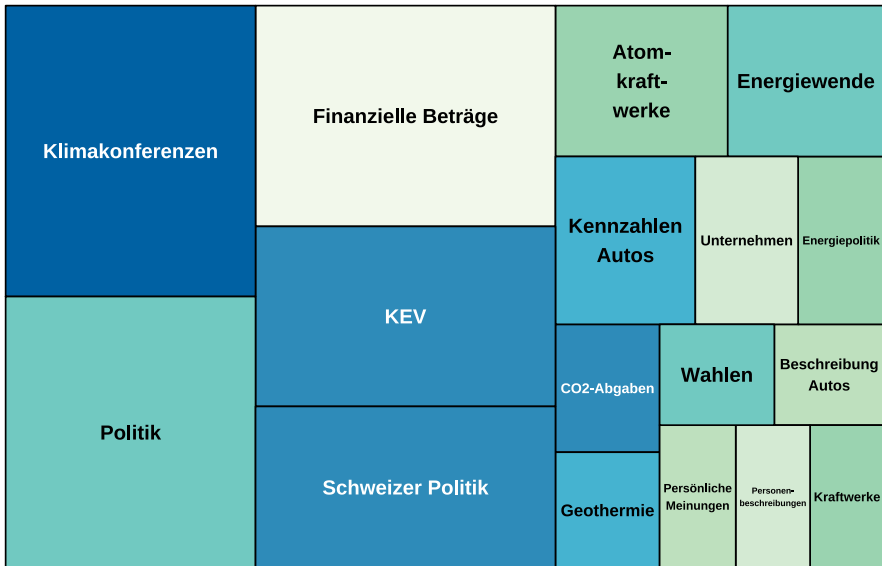 Klimakonferenzen
Politik
Finanzielle Beträge
KEV
Schweizer Politik
Atom-
kraft-
werke
Energiewende
Kennzahlen
Autos
Unternehmen
Energiepolitik
CO2-Abgaben
Geothermie
Wahlen
Beschreibung
Autos
Persönliche
Meinungen
Personen-
beschreibungen
Kraftwerke